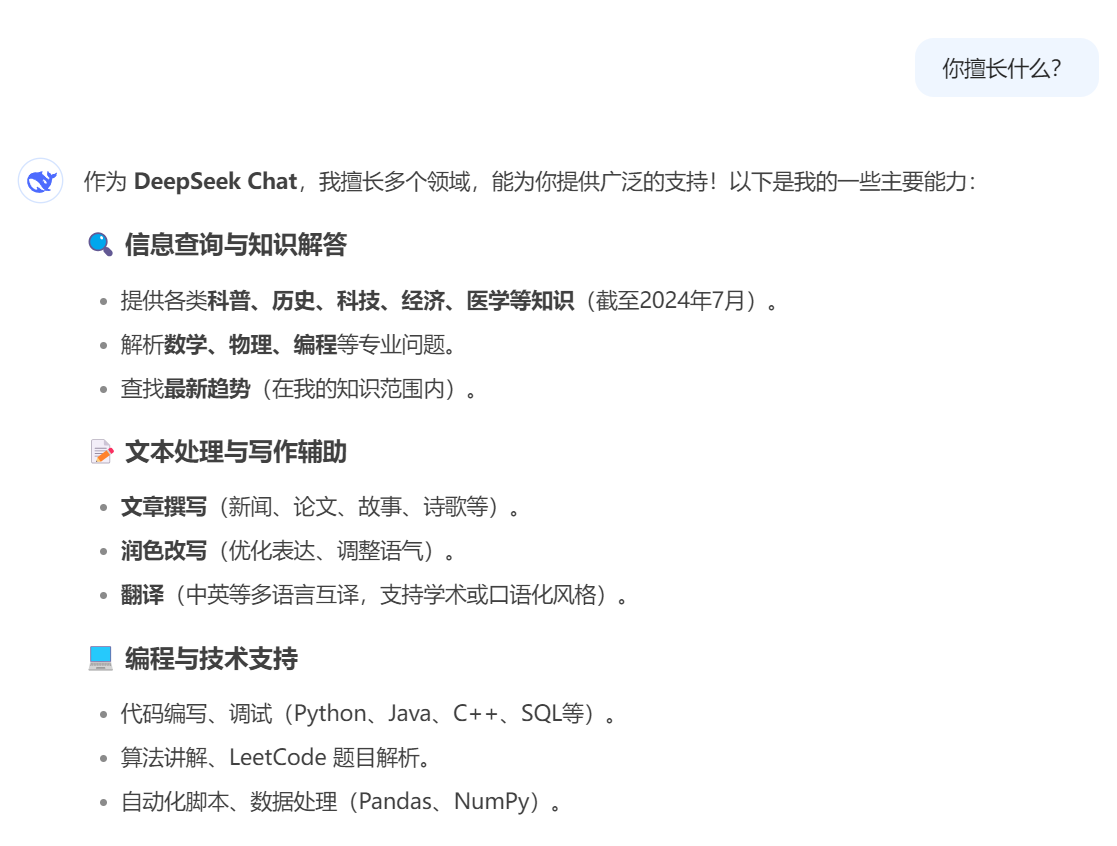 你擅长什么？
作为 DeepSeek Chat，我擅长多个领域，能为你提供广泛的支持！以下是我的一些主要能力：
🔍 信息查询与知识解答
• 提供各类科普、历史、科技、经济、医学等知识（截至2024年7月）。
• 解析数学、物理、编程等专业问题。
• 查找最新趋势（在我的知识范围内）。
📝 文本处理与写作辅助
• 文章撰写（新闻、论文、故事、诗歌等）。
• 润色改写（优化表达、调整语气）。
• 翻译（中英等多语言互译，支持学术或口语化风格）。
💻 编程与技术支持
• 代码编写、调试（Python、Java、C++、SQL等）。
• 算法讲解、LeetCode 题目解析。
• 自动化脚本、数据处理（Pandas、NumPy）。